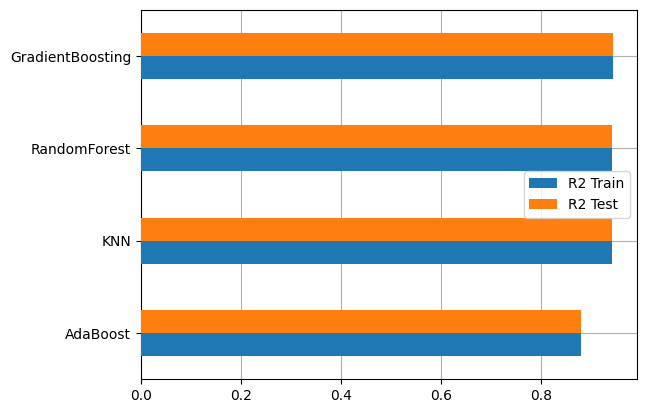 GradientBoosting
RandomForest
R2 Train
R2 Test
KNN
AdaBoost
0.0 0.2 0.4 0.6 0.8